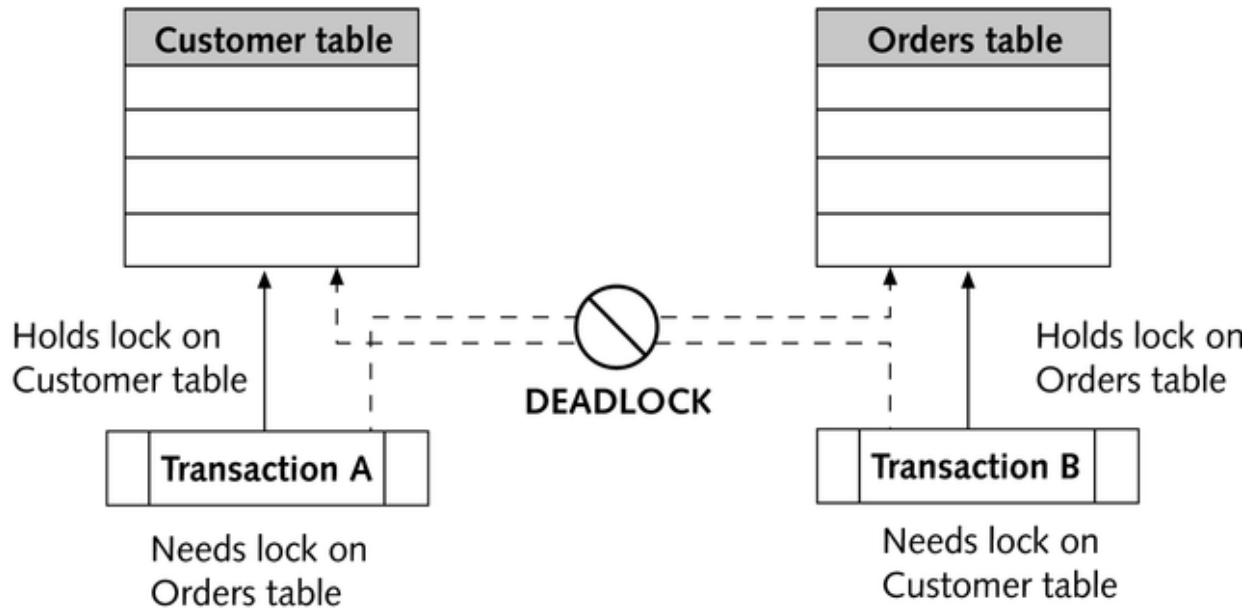 Customer table
Orders table
Holds lock on
Customer table
DEADLOCK
Holds lock on
Orders table
Transaction A
Transaction B
Needs lock on
Orders table
Needs lock on
Customer table